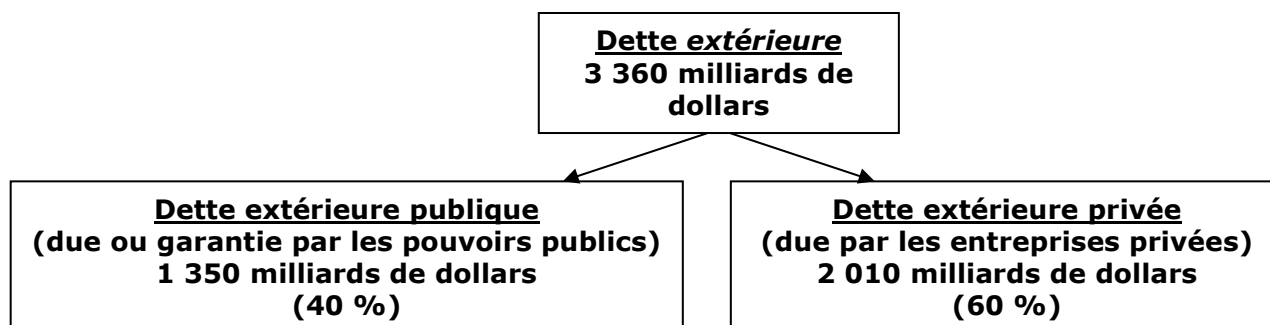 Dette extérieure
3 360 milliards de
dollars
Dette extérieure publique
(due ou garantie par les pouvoirs publics)
1 350 milliards de dollars
(40 %)
Dette extérieure privée
(due par les entreprises privées)
2 010 milliards de dollars
(60 %)